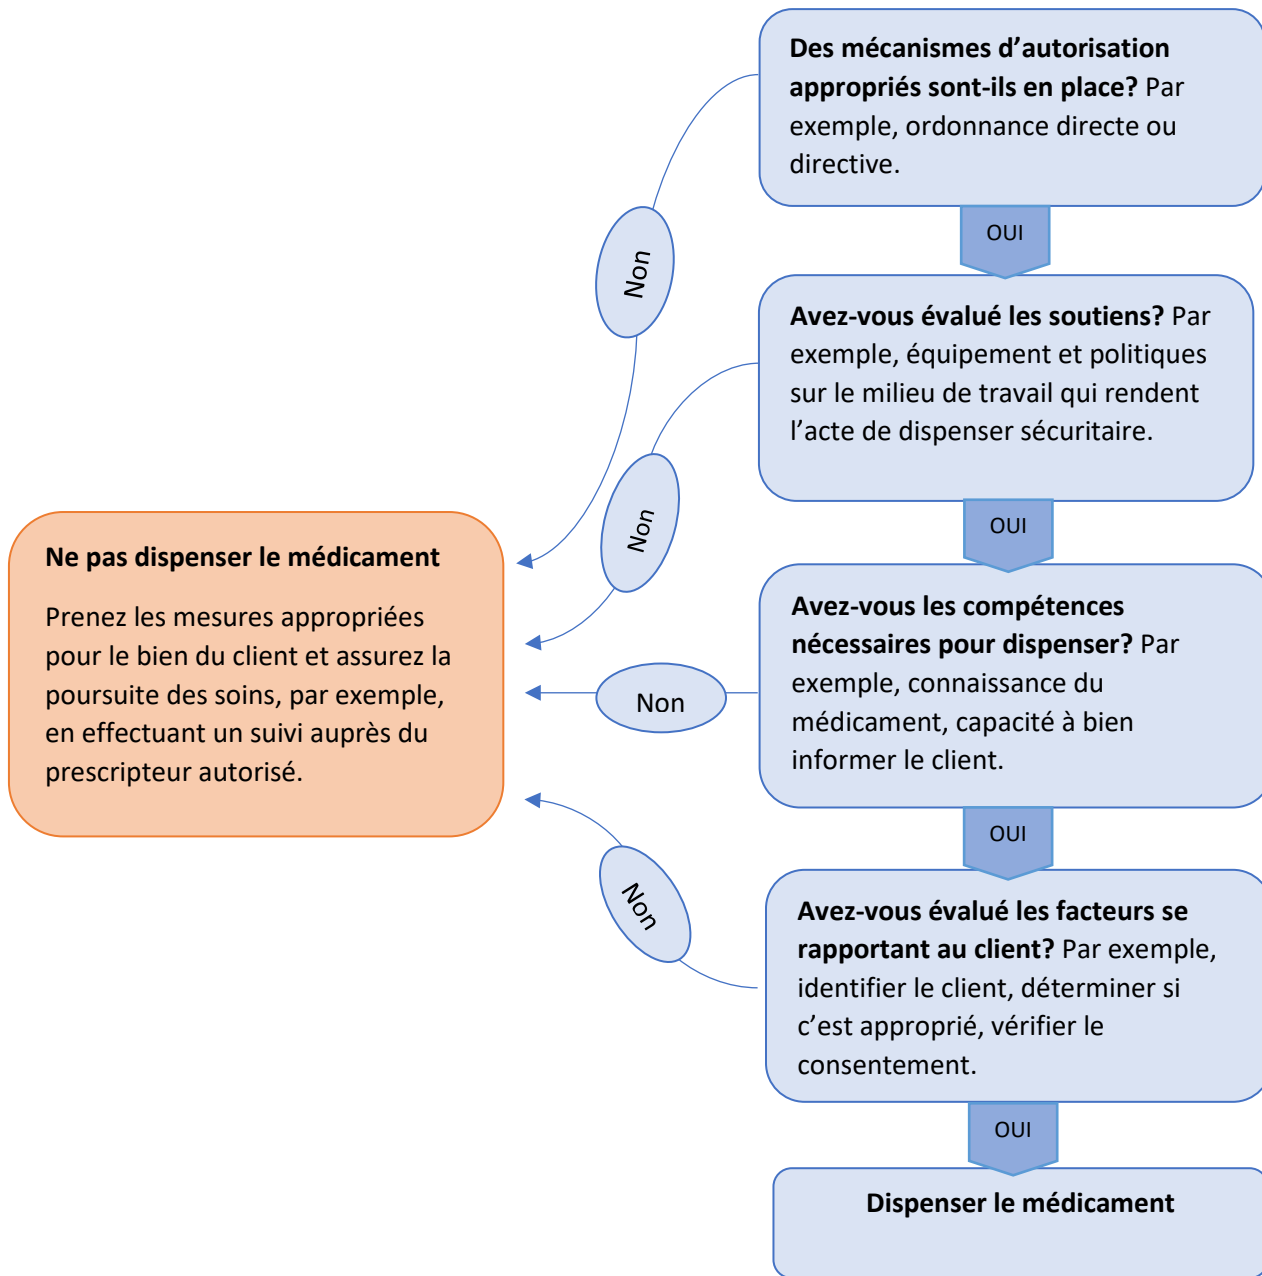 Des mécanismes d’autorisation
appropriés sont-ils en place? Par
exemple, ordonnance directe ou
directive.
Non
OUI
Avez-vous évalué les soutiens? Par
exemple, équipement et politiques
sur le milieu de travail qui rendent
l’acte de dispenser sécuritaire.
Non
OUI
Ne pas dispenser le médicament
Prenez les mesures appropriées
pour le bien du client et assurez la
poursuite des soins, par exemple,
en effectuant un suivi auprès du
prescripteur autorisé.
Avez-vous les compétences
nécessaires pour dispenser? Par
exemple, connaissance du
médicament, capacité à bien
informer le client.
Non
OUI
Avez-vous évalué les facteurs se
rapportant au client? Par exemple,
identifier le client, déterminer si
c’est approprié, vérifier le
consentement.
Non
OUI
Dispenser le médicament